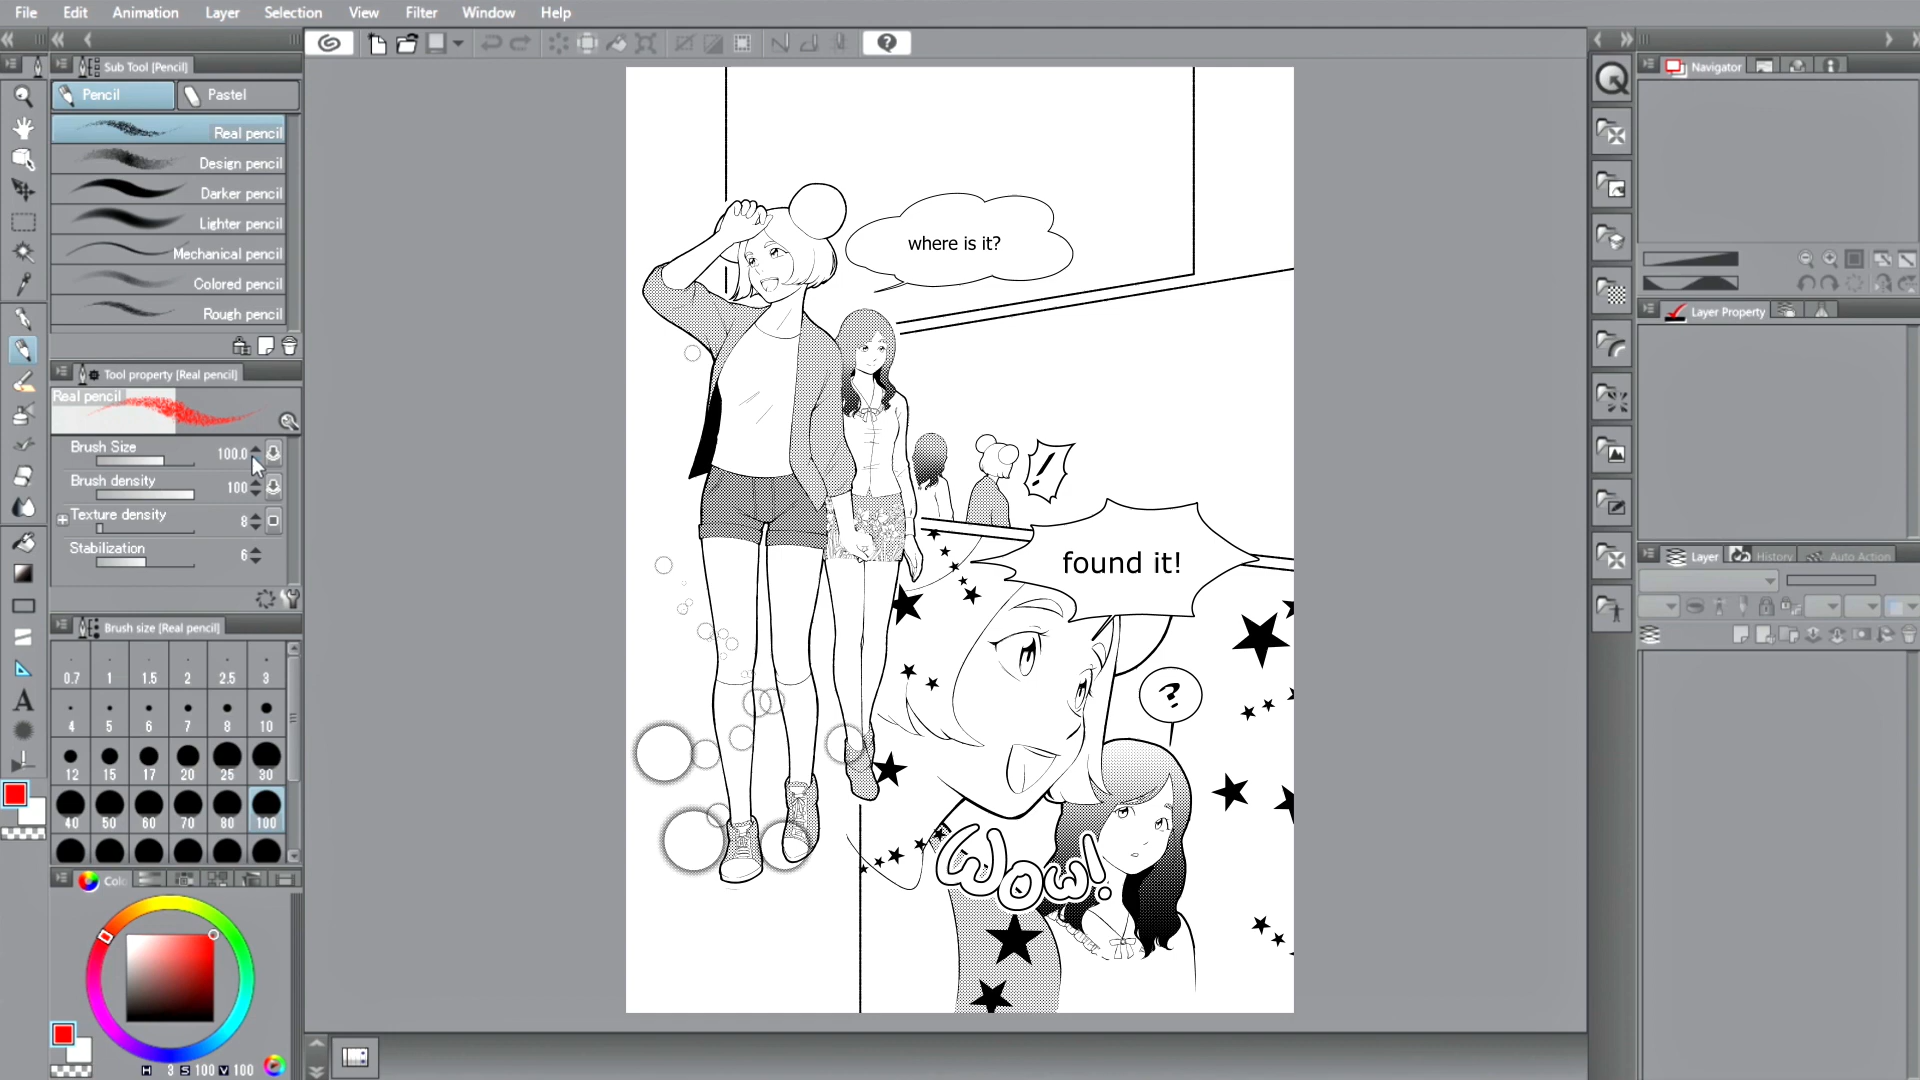 File Edit Animation Layer Selection View Filter Window Help
Sub Tool [Pencil]
Pencil Pastel
Real pencil
Design pencil
Darker pencil
Lighter pencil
Mechanical pencil
Colored pencil
Rough pencil
Tool property [Real pencil]
Real pencil
Brush Size 100.0
Brush density 100
Texture density 8
Stabilization 6
Brush size [Real pencil]
0.7 1 1.5 2 2.5 3
4 5 6 7 8 10
12 15 17 20 25 30
40 50 60 70 80 100
Colo
H 3 S 100 V 100
where is it?
!
found it!
?
Wow!
Navigator
Layer Property
Layer History Auto Action